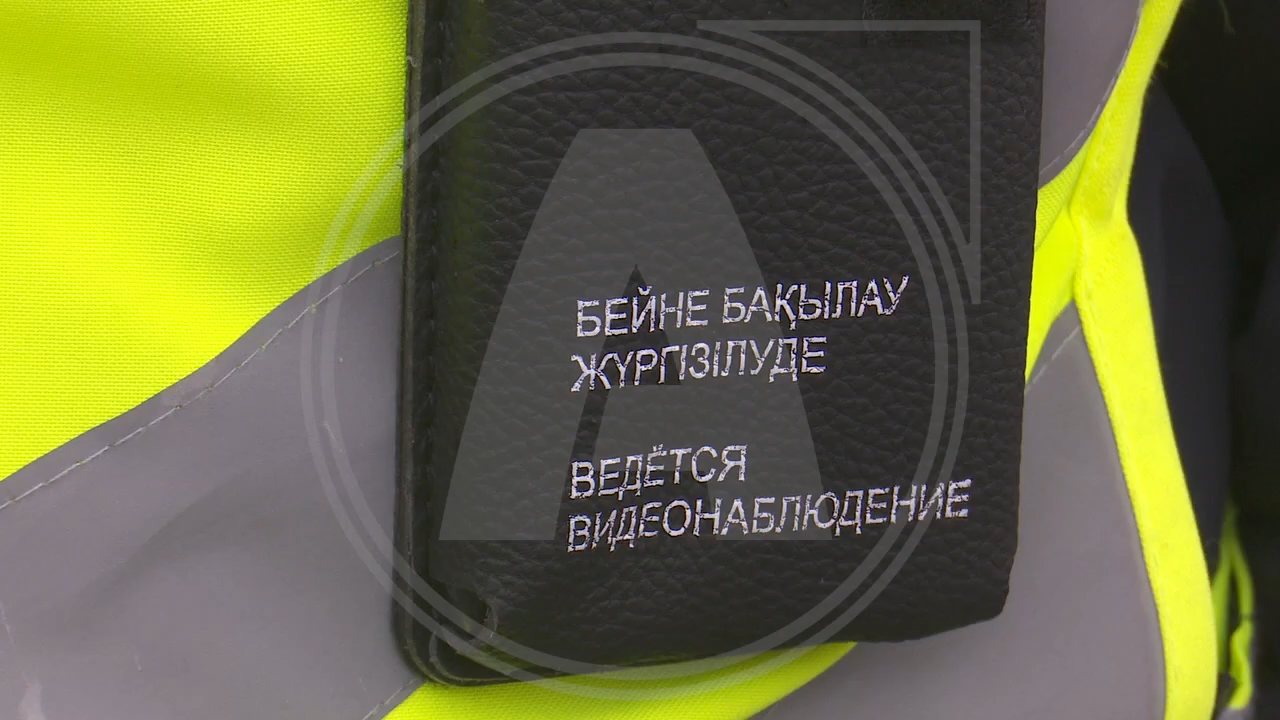 БЕЙНЕ БАҚЫЛАУ
ЖҮРГІЗІЛУДЕ
ВЕДЁТСЯ
ВИДЕОНАБЛЮДЕНИЕ